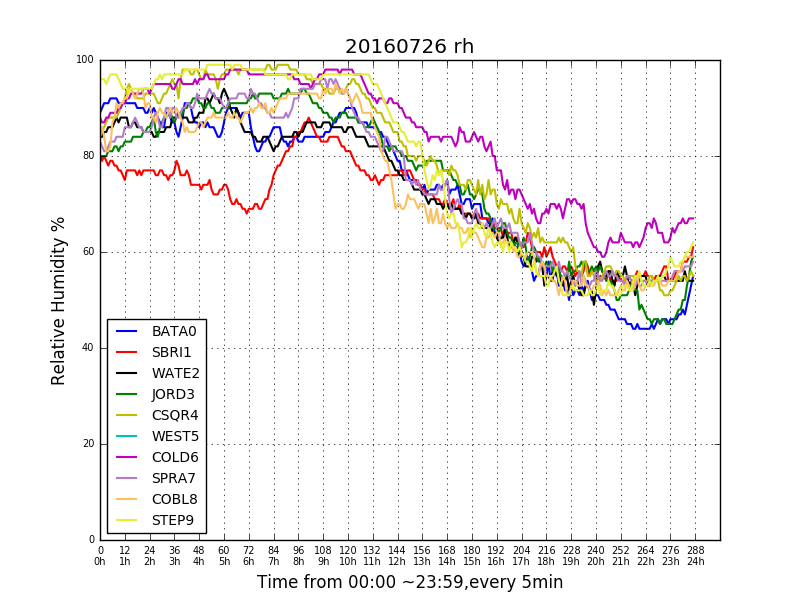 20160726 rh
100
80
60
40
20
0
Relative Humidity %
BATA0
SBRI1
WATE2
JORD3
CSQR4
WEST5
COLD6
SPRA7
COBL8
STEP9
0 12 24 36 48 60 72 84 96 108 120 132 144 156 168 180 192 204 216 228 240 252 264 276 288
0h 1h 2h 3h 4h 5h 6h 7h 8h 9h 10h 11h 12h 13h 14h 15h 16h 17h 18h 19h 20h 21h 22h 23h 24h
Time from 00:00 ~23:59,every 5min